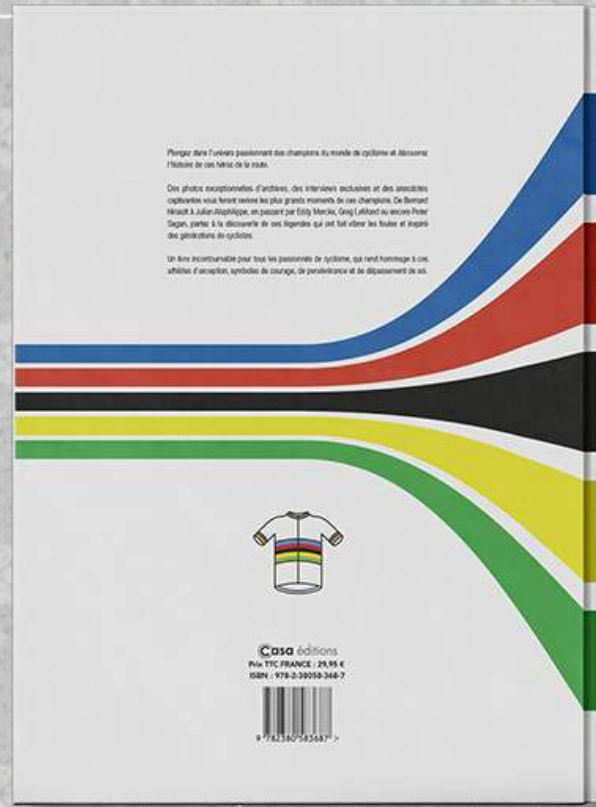 Plongez dans l'univers passionnant des champions du monde de cyclisme et découvrez
l'histoire de ces héros de la route.
Des photos exceptionnelles d'archives, des interviews exclusives et des anecdotes
captivantes vous feront revivre les plus grands moments de ces champions. De Bernard
Hinault à Julian Alaphilippe, en passant par Eddy Merckx, Greg LeMond ou encore Peter
Sagan, partez à la découverte de ces légendes qui ont fait vibrer les foules et inspiré
des générations de cyclistes.
Un livre incontournable pour tous les passionnés de cyclisme, qui rend hommage à ces
athlètes d'exception, symboles de courage, de persévérance et de dépassement de soi.
Casa éditions
Prix TTC FRANCE : 29,95 €
ISBN : 978-2-38058-368-7
9 782380 583687 >